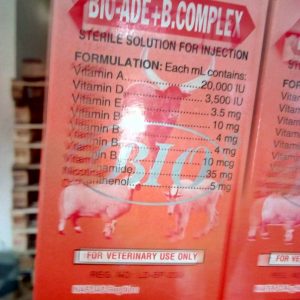 BIO-ADE+B.COMPLEX
STERILE SOLUTION FOR INJECTION
FORMULATION: Each mL contains:
Vitamin A 20,000 IU
Vitamin D 3,500 IU
Vitamin E 3.5 mg
Vitamin B 10 mg
Vitamin B 4 mg
Vitamin B 4 mg
Vitamin B 10 mcg
35 mg
5 mg
BIO
FOR VETERINARY USE ONLY
REG. NO.
FOR